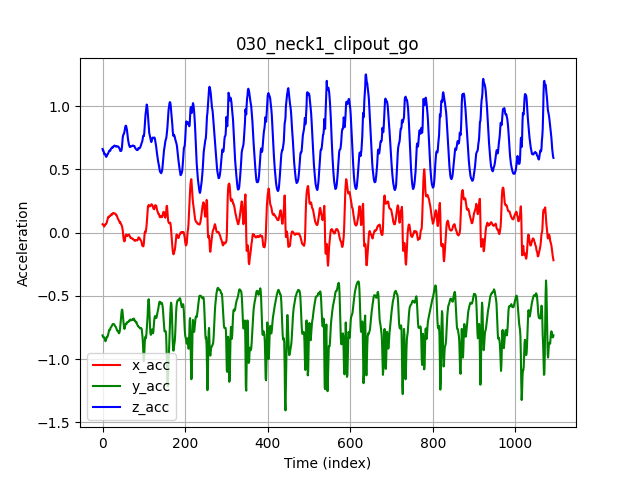 030_neck1_clipout_go
Acceleration
1.0
0.5
0.0
−0.5
−1.0
−1.5
x_acc
y_acc
z_acc
0 200 400 600 800 1000
Time (index)